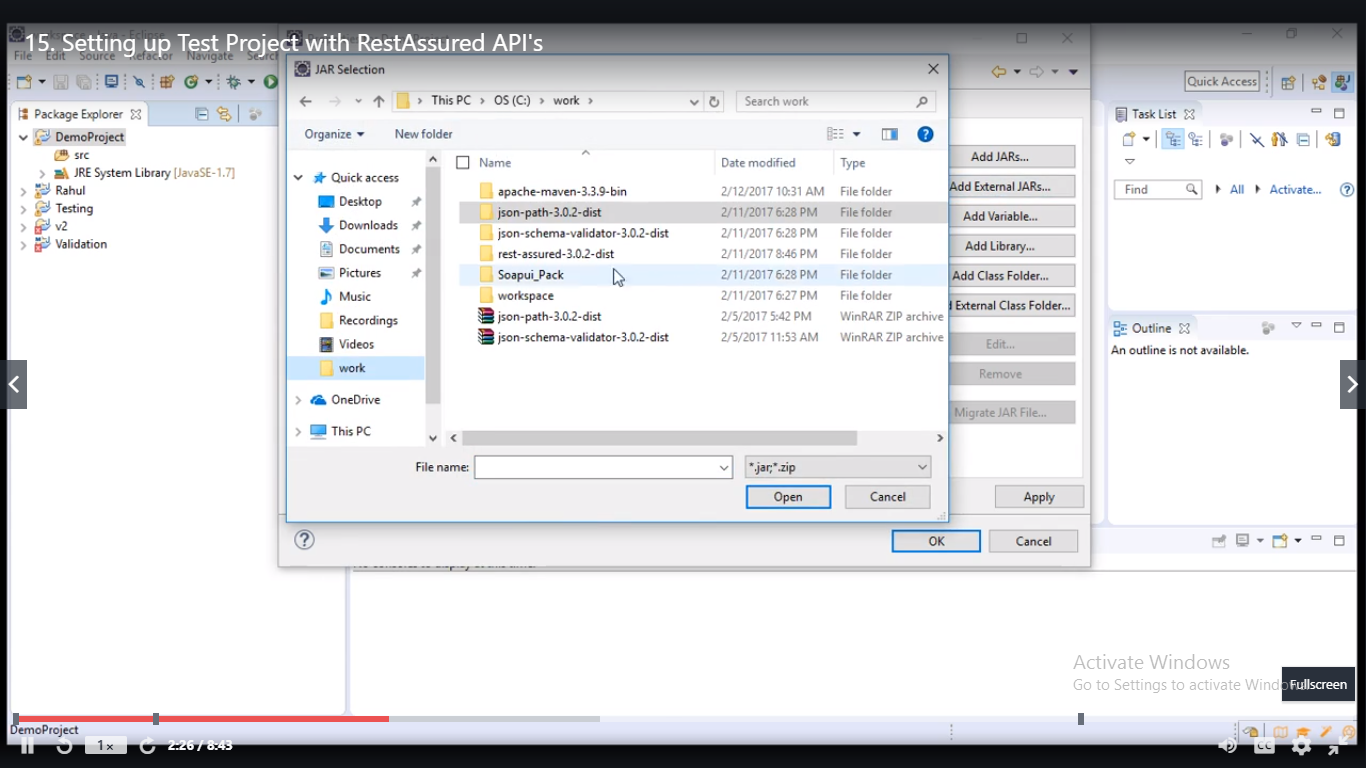 15. Setting up Test Project with RestAssured API's
File Edit Source Refactor Navigate Search
Quick Access
JAR Selection
This PC > OS (C:) > work >
Search work
Organize
New folder
Name
Date modified
Type
Quick access
Desktop
Downloads
Documents
Pictures
Music
Recordings
Videos
work
OneDrive
This PC
apache-maven-3.3.9-bin 2/12/2017 10:31 AM File folder
json-path-3.0.2-dist 2/11/2017 6:28 PM File folder
json-schema-validator-3.0.2-dist 2/11/2017 6:28 PM File folder
rest-assured-3.0.2-dist 2/11/2017 8:46 PM File folder
Soapui_Pack 2/11/2017 6:28 PM File folder
workspace 2/11/2017 6:27 PM File folder
json-path-3.0.2-dist 2/5/2017 5:42 PM WinRAR ZIP archive
json-schema-validator-3.0.2-dist 2/5/2017 11:53 AM WinRAR ZIP archive
File name:
*.jar;*.zip
Open
Cancel
Package Explorer
DemoProject
src
JRE System Library [JavaSE-1.7]
Rahul
Testing
v2
Validation
Add JARs...
Add External JARs...
Add Variable...
Add Library...
Add Class Folder...
External Class Folder...
Edit...
Remove
Migrate JAR File...
Apply
OK
Cancel
Task List
Find
All
Activate...
Outline
An outline is not available.
Activate Windows
Go to Settings to activate
Fullscreen
DemoProject
1x
2:26 / 8:43
CC